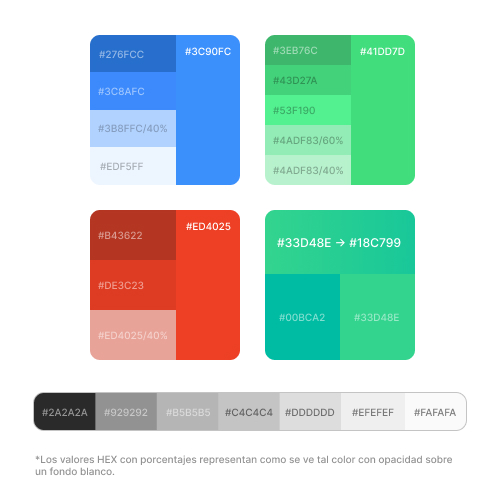 #276FCC
#3C90FC
#3C8AFC
#3B8FFC/40%
#EDF5FF
#3EB76C
#41DD7D
#43D27A
#53F190
#4ADF83/60%
#4ADF83/40%
#B43622
#ED4025
#DE3C23
#ED4025/40%
#33D48E → #18C799
#00BCA2
#33D48E
#2A2A2A #929292 #B5B5B5 #C4C4C4 #DDDDDD #EFEFEF #FAFAFA
*Los valores HEX con porcentajes representan como se ve tal color con opacidad sobre
un fondo blanco.